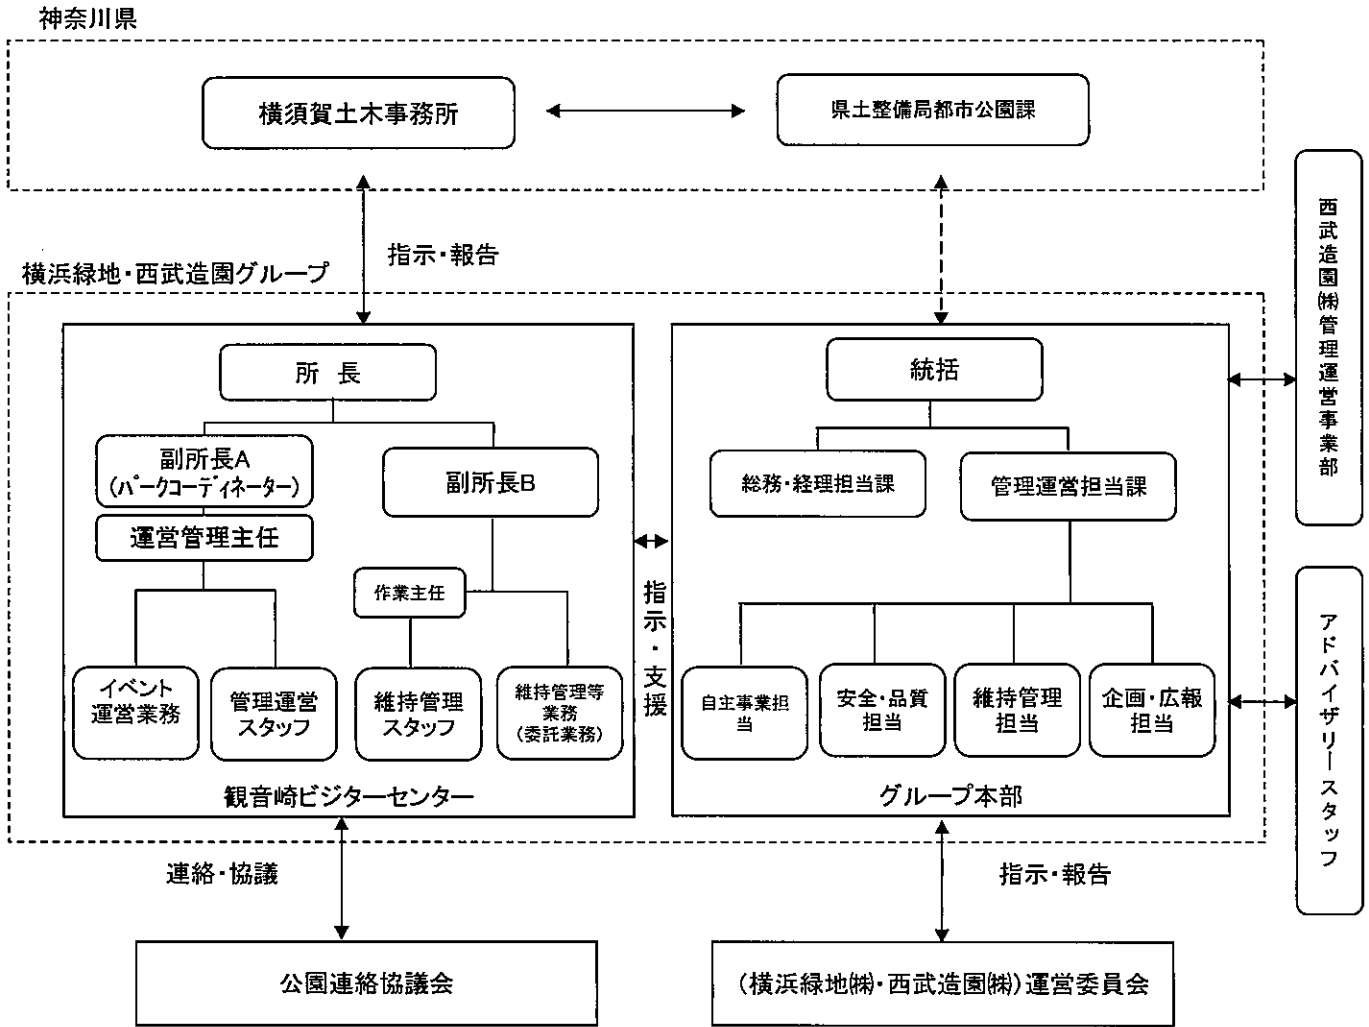 神奈川県
横須賀土木事務所
県土整備局都市公園課
指示・報告
横浜緑地・西武造園グループ
所 長
副所長A
(パークコーディネーター)
運営管理主任
副所長B
作業主任
イベント
運営業務
管理運営
スタッフ
維持管理
スタッフ
維持管理等
業務
(委託業務)
観音崎ビジターセンター
指示・支援
統括
総務・経理担当課
管理運営担当課
自主事業担
当
安全・品質
担当
維持管理
担当
企画・広報
担当
グループ本部
西武造園㈱管理運営事業部
アドバイザリースタッフ
連絡・協議
指示・報告
公園連絡協議会
(横浜緑地㈱・西武造園㈱)運営委員会